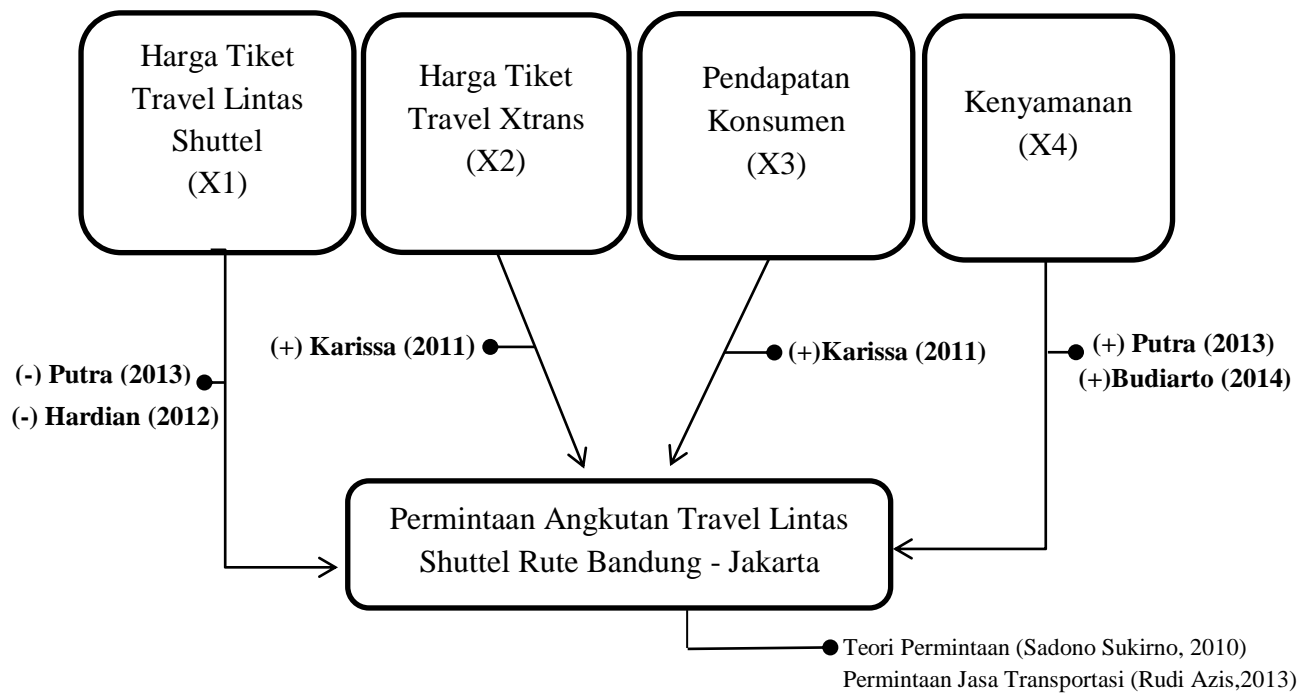 Harga Tiket
Travel Lintas
Shuttel
(X1)
Harga Tiket
Travel Xtrans
(X2)
Pendapatan
Konsumen
(X3)
Kenyamanan
(X4)
(-) Putra (2013)
(-) Hardian (2012)
(+) Karissa (2011)
(+)Karissa (2011)
(+) Putra (2013)
(+)Budiarto (2014)
Permintaan Angkutan Travel Lintas
Shuttel Rute Bandung - Jakarta
Teori Permintaan (Sadono Sukirno, 2010)
Permintaan Jasa Transportasi (Rudi Azis,2013)